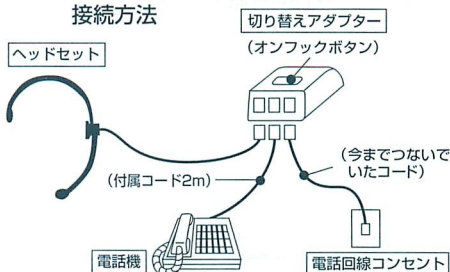 接続方法
切り替えアダプター
(オンフックボタン)
ヘッドセット
(付属コード2m)
(今までつないで
いたコード)
電話機
電話回線コンセント